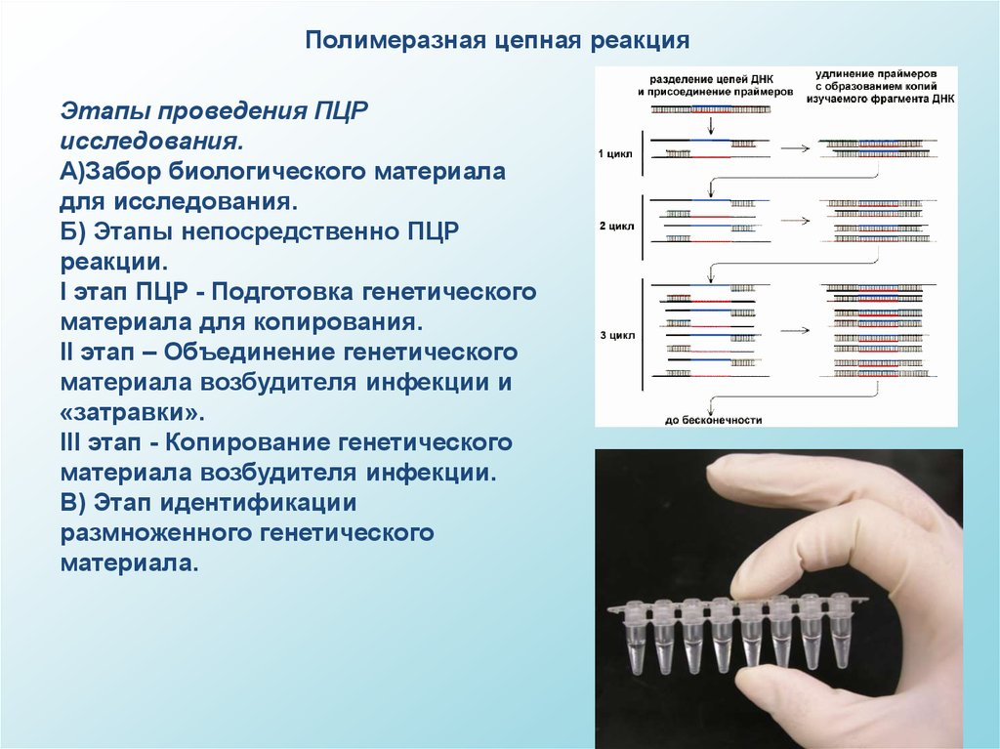 Полимеразная цепная реакция
Этапы проведения ПЦР
исследования.
А)Забор биологического материала
для исследования.
Б) Этапы непосредственно ПЦР
реакции.
I этап ПЦР - Подготовка генетического
материала для копирования.
II этап – Объединение генетического
материала возбудителя инфекции и
«затравки».
III этап - Копирование генетического
материала возбудителя инфекции.
В) Этап идентификации
размноженного генетического
материала.
разделение цепей ДНК
и присоединение праймеров
удлинение праймеров
с образованием копий
изучаемого фрагмента ДНК
1 цикл
2 цикл
3 цикл
до бесконечности